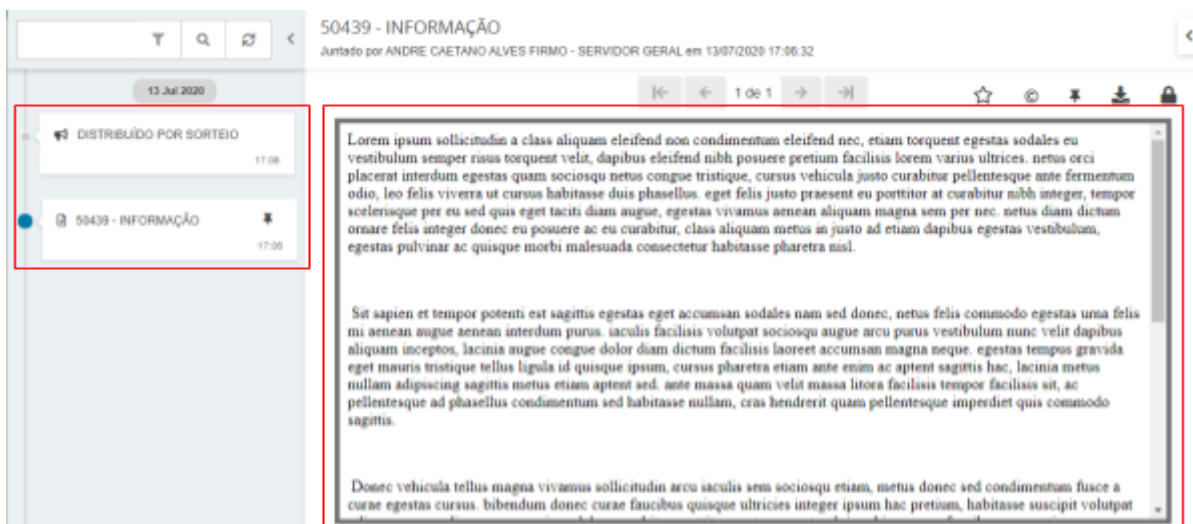 50439 - INFORMAÇÃO
Juntado por ANDRE CAETANO ALVES FIRMO - SERVIDOR GERAL em 13/07/2020 17:06:32
13 Jul 2020
DISTRIBUÍDO POR SORTEIO
17:06
50439 - INFORMAÇÃO
17:06
1 de 1
Lorem ipsum sollicitudin a class aliquam eleifend non condimentum eleifend nec, etiam torquent egestas sodales eu
vestibulum semper risus torquent velit, dapibus eleifend nibh posuere pretium facilisis lorem varius ultrices. netus orci
placerat interdum egestas quam sociosqu netus congue tristique, cursus vehicula justo curabitur pellentesque ante fermentum
odio, leo felis viverra ut cursus habitasse duis phasellus. eget felis justo praesent eu porttitor at curabitur nibh integer, tempor
scelerisque per eu sed quis eget taciti diam augue, egestas vivamus aenean aliquam magna sem per nec. netus diam dictum
ornare felis integer donec eu posuere ac eu curabitur, class aliquam metus in justo ad etiam dapibus egestas vestibulum,
egestas pulvinar ac quisque morbi malesuada consectetur habitasse pharetra nisl.
Sit sapien et tempor potenti est sagittis egestas eget accumsan sodales nam sed donec, netus felis commodo egestas urna felis
mi aenean augue aenean interdum purus. iaculis facilisis volutpat sociosqu augue arcu purus vestibulum nunc velit dapibus
aliquam inceptos, lacinia augue congue dolor diam dictum facilisis laoreet accumsan magna neque. egestas tempus gravida
eget mauris tristique tellus ligula id quisque ipsum, cursus pharetra etiam ante enim ac aptent sagittis hac, lacinia metus
nullam adipiscing sagittis metus etiam aptent sed. ante massa quam velit massa litora facilisis tempor facilisis sit, ac
pellentesque ad phasellus condimentum sed habitasse nullam, cras hendrerit quam pellentesque imperdiet quis commodo
sagittis.
Donec vehicula tellus magna vivamus sollicitudin arcu iaculis sem sociosqu etiam, metus donec sed condimentum fusce a
curae egestas cursus. bibendum donec curae faucibus quisque ultricies integer ipsum hac pretium, habitasse suscipit volutpat